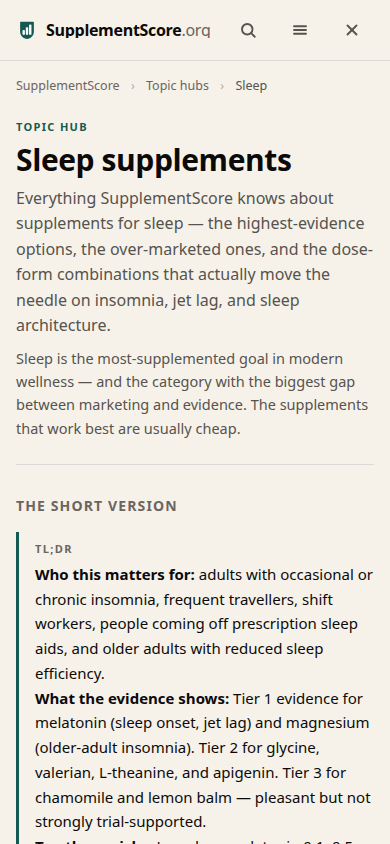 SupplementScore.org
SupplementScore › Topic hubs › Sleep
TOPIC HUB
Sleep supplements
Everything SupplementScore knows about
supplements for sleep — the highest-evidence
options, the over-marketed ones, and the dose-
form combinations that actually move the
needle on insomnia, jet lag, and sleep
architecture.
Sleep is the most-supplemented goal in modern
wellness — and the category with the biggest gap
between marketing and evidence. The supplements
that work best are usually cheap.
THE SHORT VERSION
TL;DR
Who this matters for: adults with occasional or
chronic insomnia, frequent travellers, shift
workers, people coming off prescription sleep
aids, and older adults with reduced sleep
efficiency.
What the evidence shows: Tier 1 evidence for
melatonin (sleep onset, jet lag) and magnesium
(older-adult insomnia). Tier 2 for glycine,
valerian, L-theanine, and apigenin. Tier 3 for
chamomile and lemon balm — pleasant but not
strongly trial-supported.